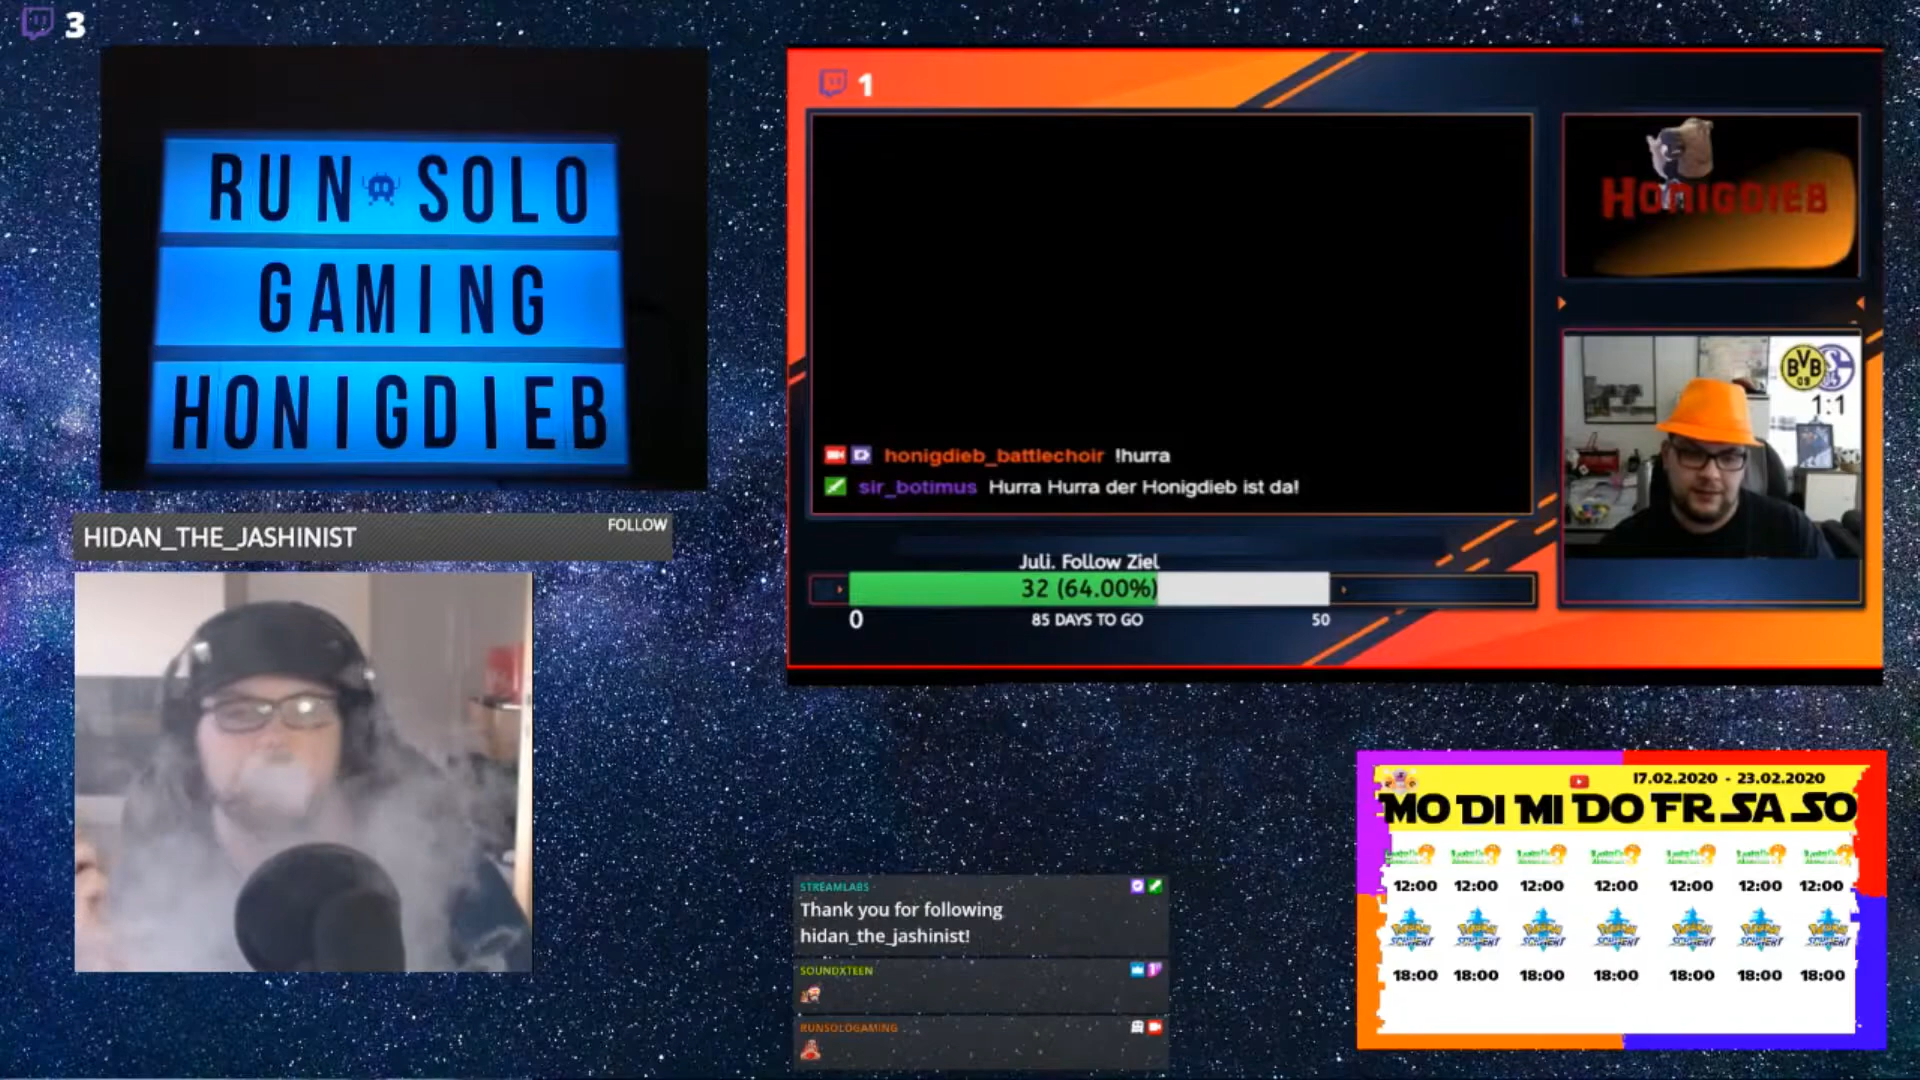 3
RUN SOLO
GAMING
HONIGDIEB
HIDAN_THE_JASHINIST
FOLLOW
1
HONIGDIEB
BVB
09
04
1:1
honigdieb_battlechoir !hurra
sir_botimus Hurra Hurra der Honigdieb ist da!
Juli. Follow Ziel
32 (64.00%)
0
85 DAYS TO GO
50
STREAMLABS
Thank you for following
hidan_the_jashinist!
SOUNDXTEEN
RUNSOLOGAMING
17.02.2020 - 23.02.2020
MO DI MI DO FR SA SO
12:00 12:00 12:00 12:00 12:00 12:00 12:00
18:00 18:00 18:00 18:00 18:00 18:00 18:00